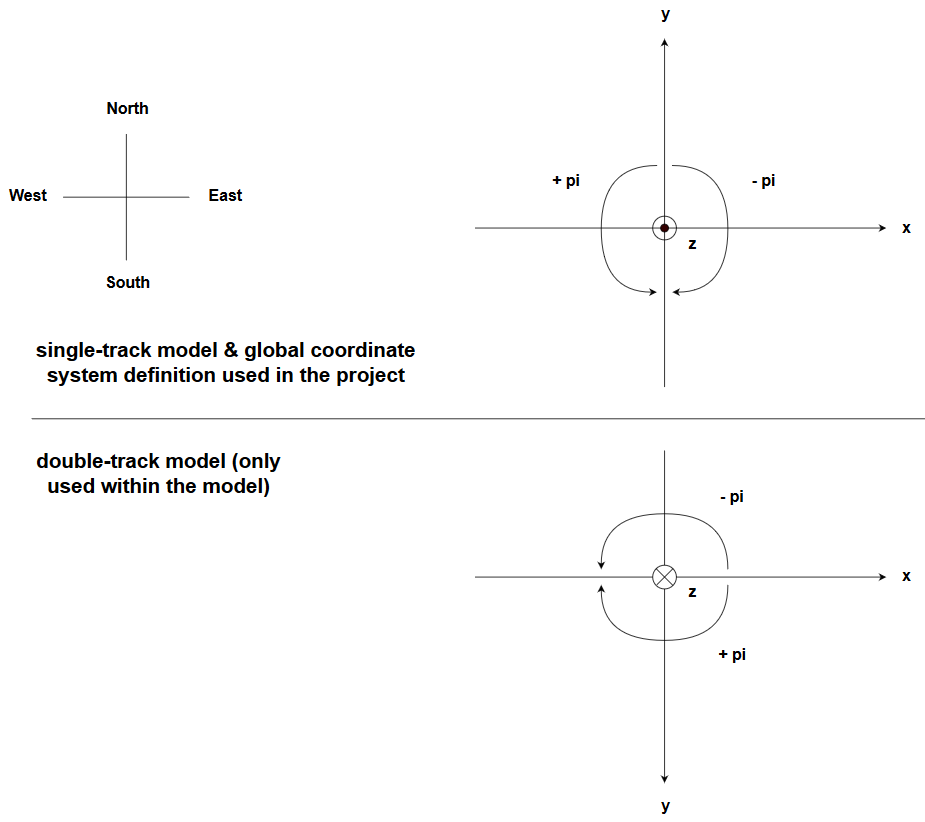 y
North
+ pi
- pi
West
East
x
z
South
single-track model & global coordinate
system definition used in the project
double-track model (only
used within the model)
- pi
x
z
+ pi
y